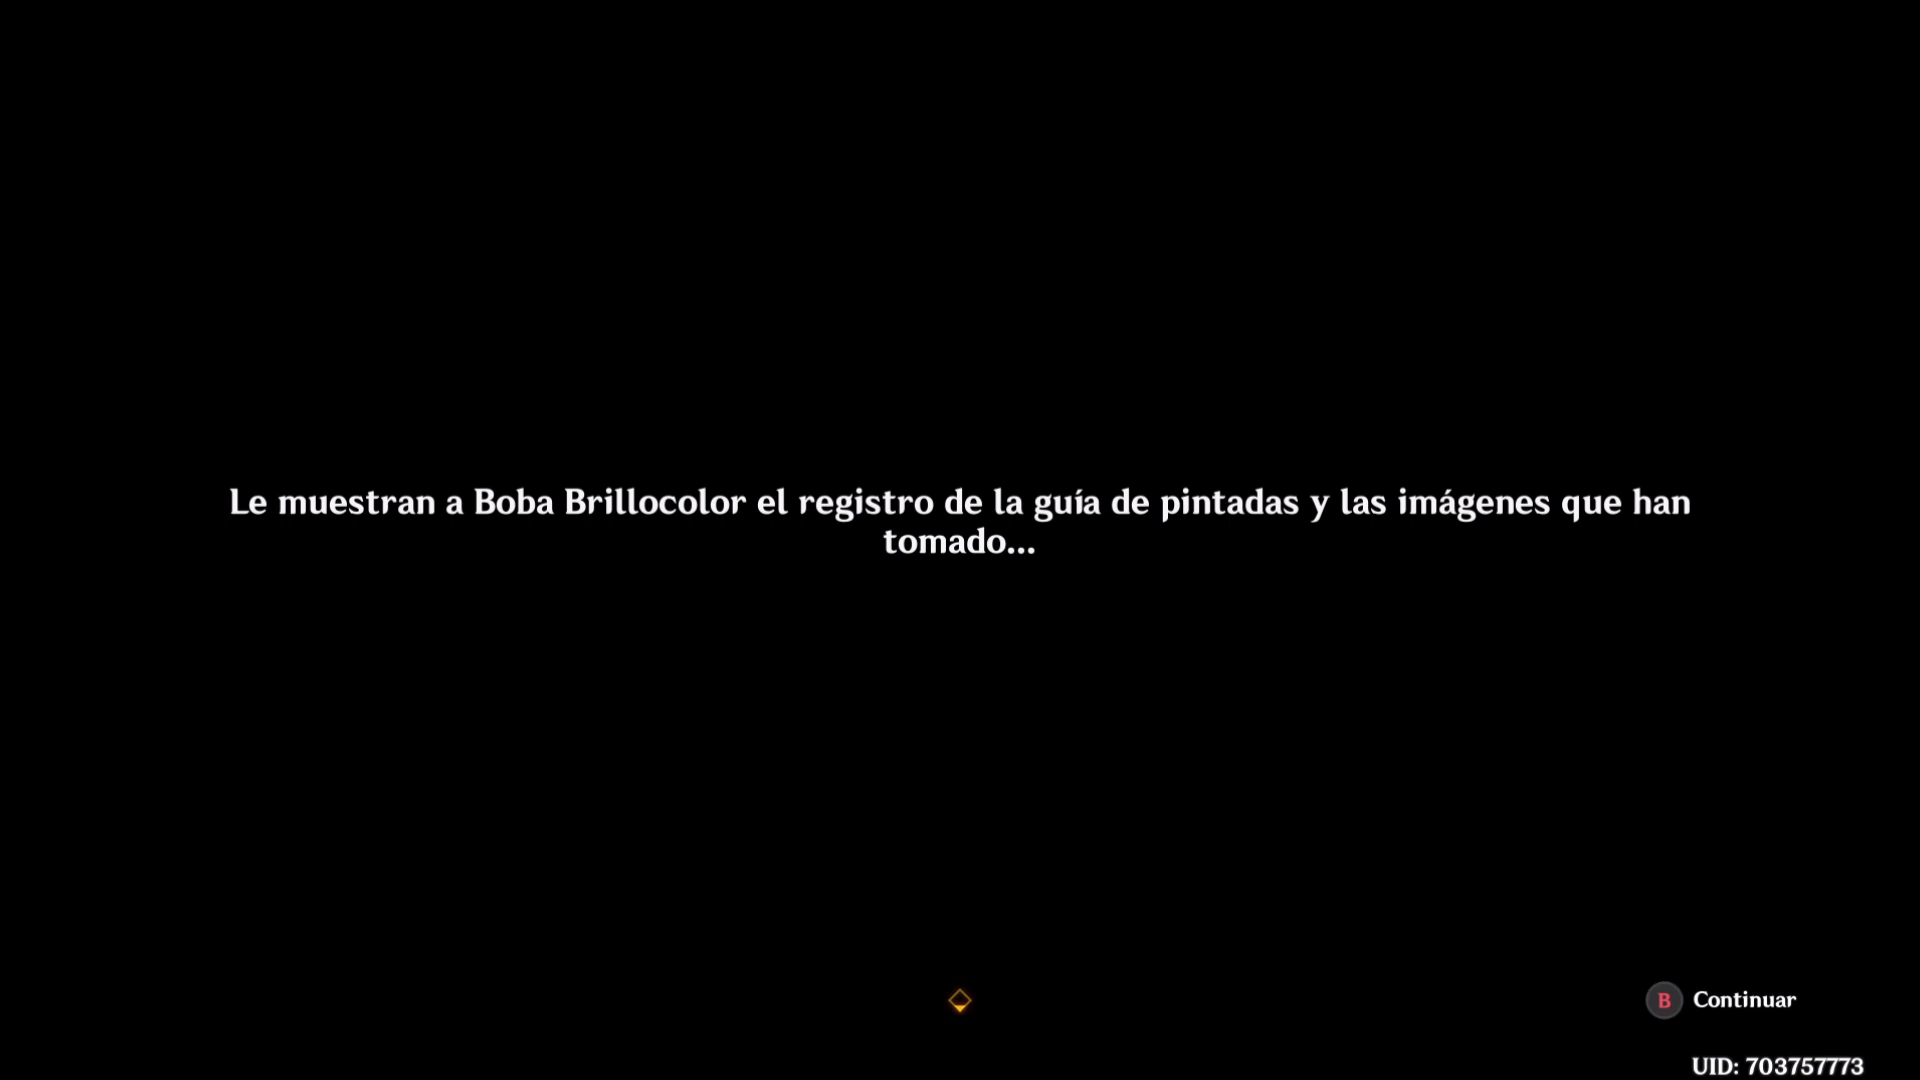 Le muestran a Boba Brillocolor el registro de la guía de pintadas y las imágenes que han
tomado...
B Continuar
UID: 703757773